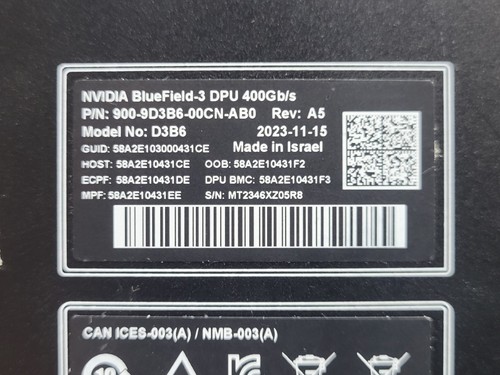 NVIDIA BlueField-3 DPU 400Gb/s
P/N: 900-9D3B6-00CN-AB0 Rev: A5
Model No: D3B6 2023-11-15
GUID: 58A2E103000431CE Made in Israel
HOST: 58A2E10431CE OOB: 58A2E10431F2
ECPF: 58A2E10431DE DPU BMC: 58A2E10431F3
MPF: 58A2E10431EE S/N: MT2346XZ05R8
CAN ICES-003(A) / NMB-003(A)